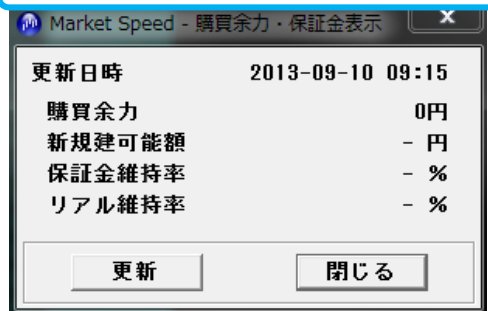 Market Speed - 購買余力・保証金表示
更新日時 2013-09-10 09:15
購買余力 0円
新規建可能額 - 円
保証金維持率 - %
リアル維持率 - %
更新 閉じる